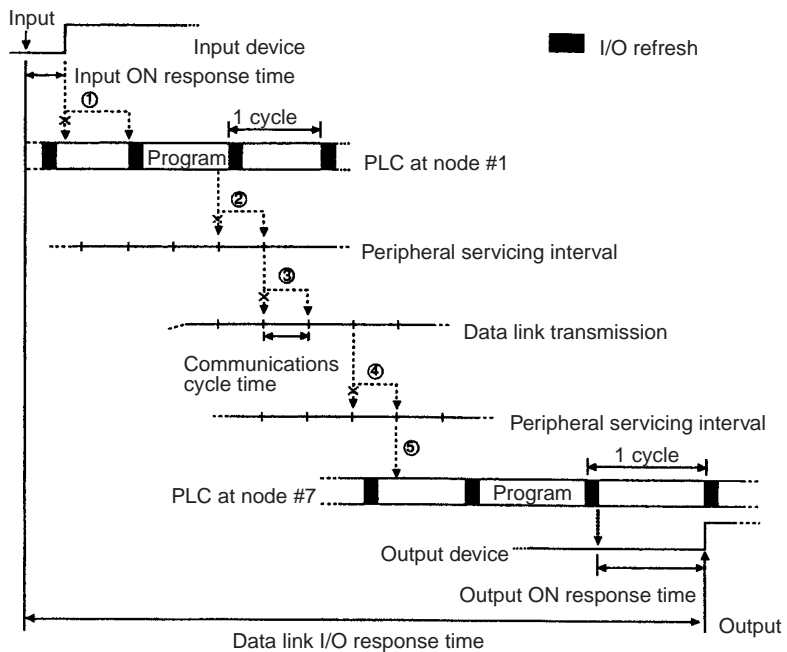 Input
Input device
I/O refresh
Input ON response time
①
1 cycle
Program
PLC at node #1
②
Peripheral servicing interval
③
Data link transmission
Communications
cycle time
④
Peripheral servicing interval
⑤
1 cycle
PLC at node #7
Program
Output device
Output ON response time
Output
Data link I/O response time